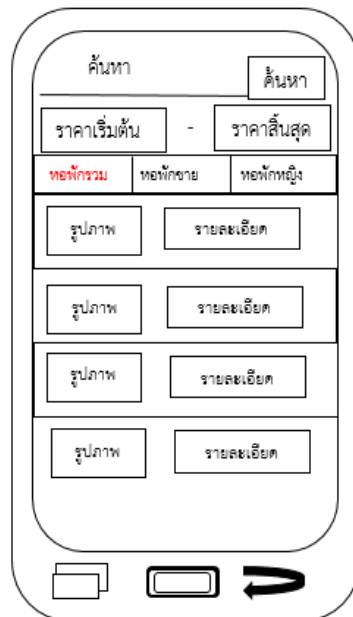 ค้นหา ค้นหา
ราคาเริ่มต้น - ราคาสิ้นสุด
หอพักรวม หอพักชาย หอพักหญิง
รูปภาพ รายละเอียด
รูปภาพ รายละเอียด
รูปภาพ รายละเอียด
รูปภาพ รายละเอียด